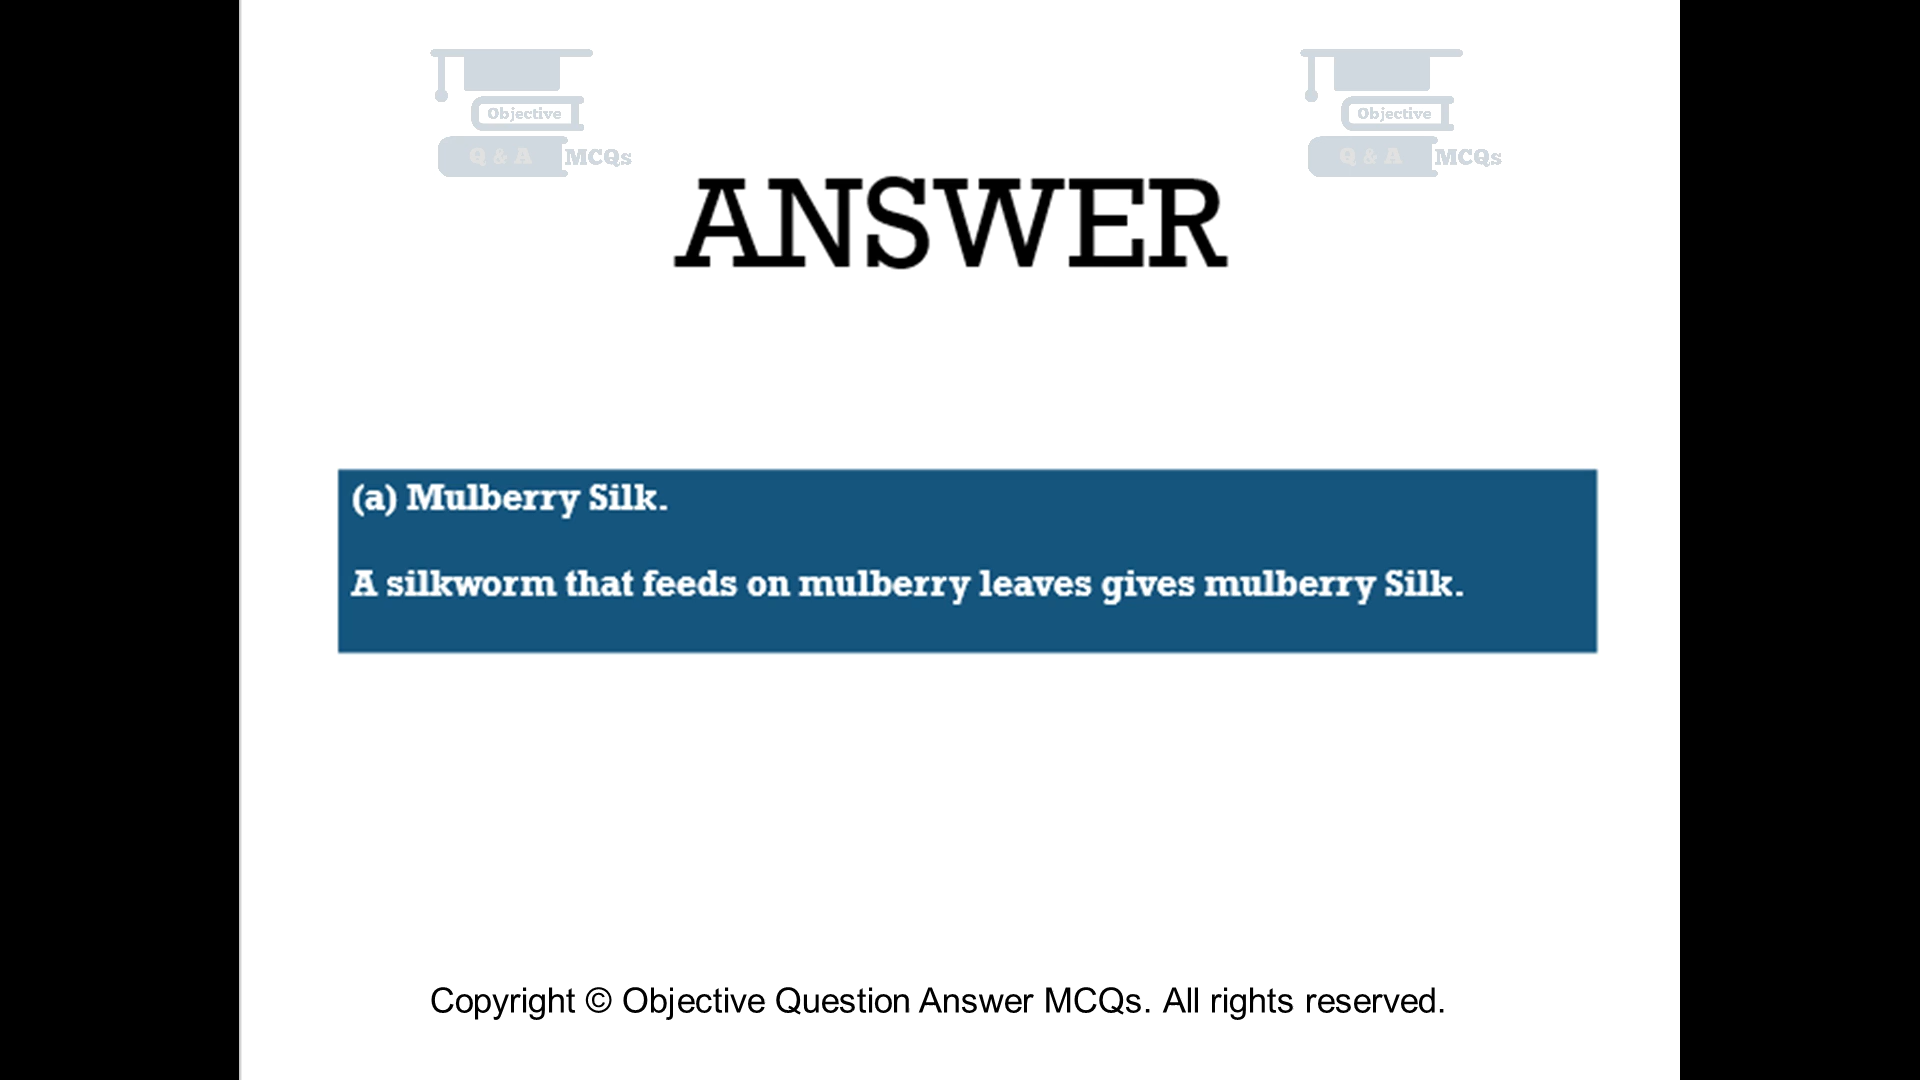 Objective
Q & A MCQs
Objective
Q & A MCQs
ANSWER
(a) Mulberry Silk.
A silkworm that feeds on mulberry leaves gives mulberry Silk.
Copyright © Objective Question Answer MCQs. All rights reserved.